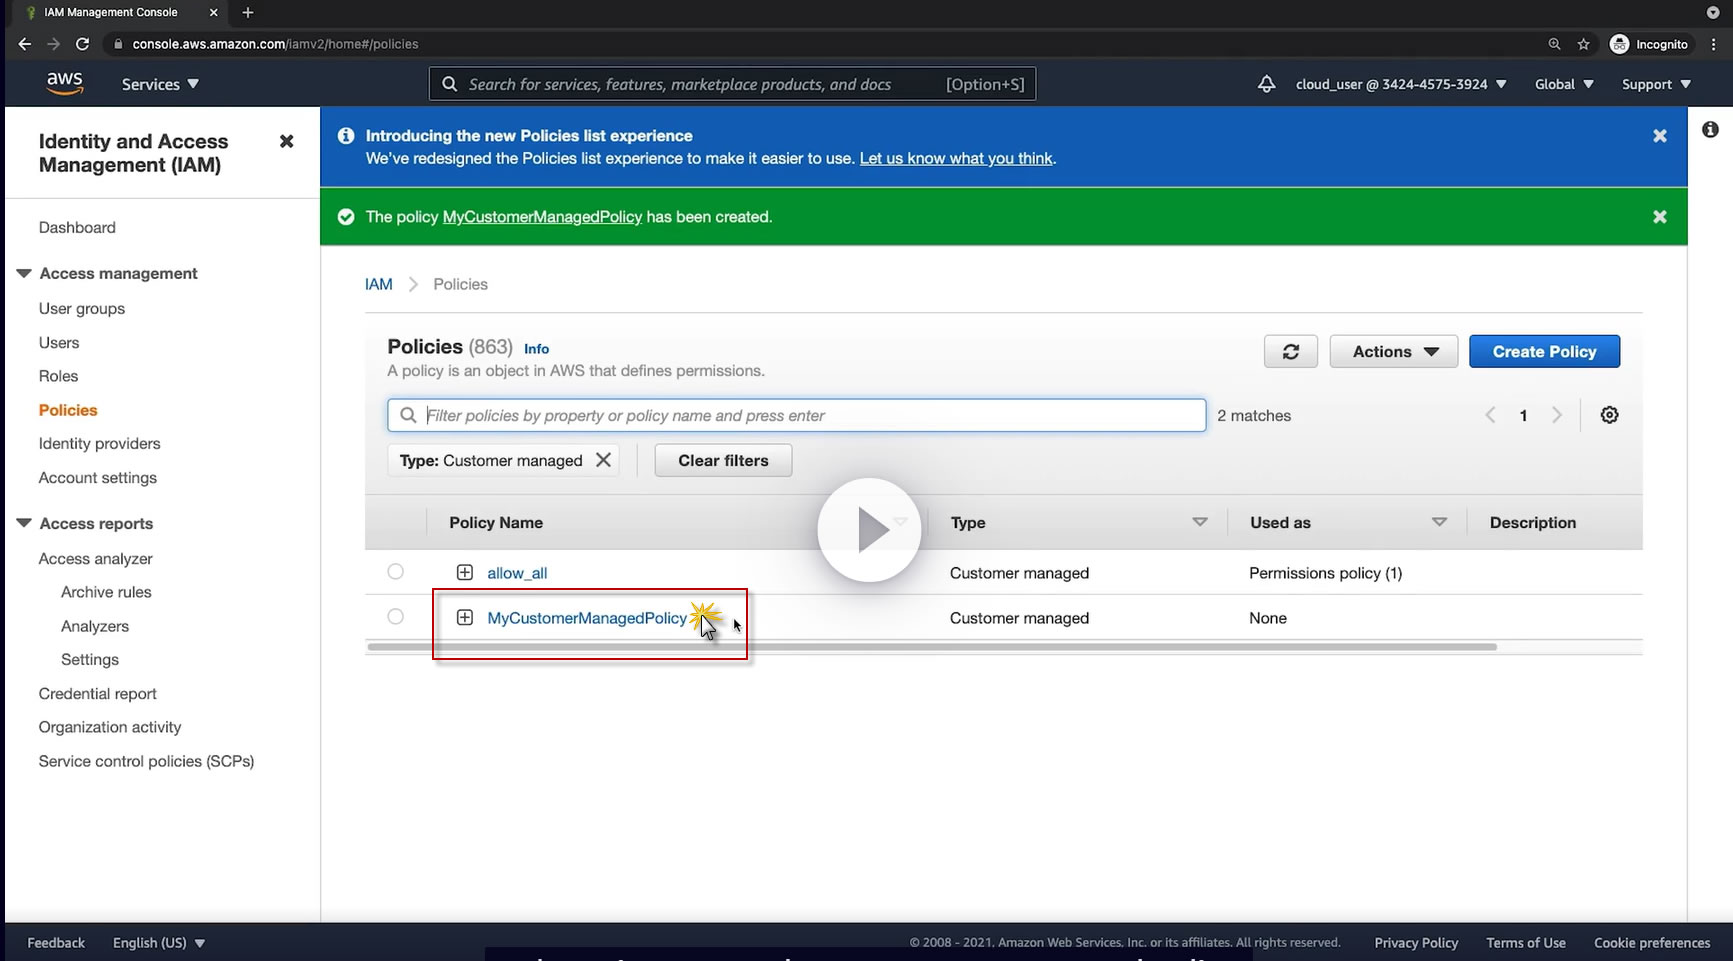 IAM Management Console
console.aws.amazon.com/iamv2/home#/policies
Incognito
aws
Services
Search for services, features, marketplace products, and docs [Option+S]
cloud_user @ 3424-4575-3924
Global
Support
Identity and Access
Management (IAM)
Dashboard
Access management
User groups
Users
Roles
Policies
Identity providers
Account settings
Access reports
Access analyzer
Archive rules
Analyzers
Settings
Credential report
Organization activity
Service control policies (SCPs)
Introducing the new Policies list experience
We've redesigned the Policies list experience to make it easier to use. Let us know what you think.
The policy MyCustomerManagedPolicy has been created.
IAM Policies
Policies (863) Info
A policy is an object in AWS that defines permissions.
Actions
Create Policy
Filter policies by property or policy name and press enter
2 matches
1
Type: Customer managed
Clear filters
Policy Name Type Used as Description
allow_all Customer managed Permissions policy (1)
MyCustomerManagedPolicy Customer managed None
Feedback English (US) © 2008 - 2021, Amazon Web Services, Inc. or its affiliates. All rights reserved. Privacy Policy Terms of Use Cookie preferences